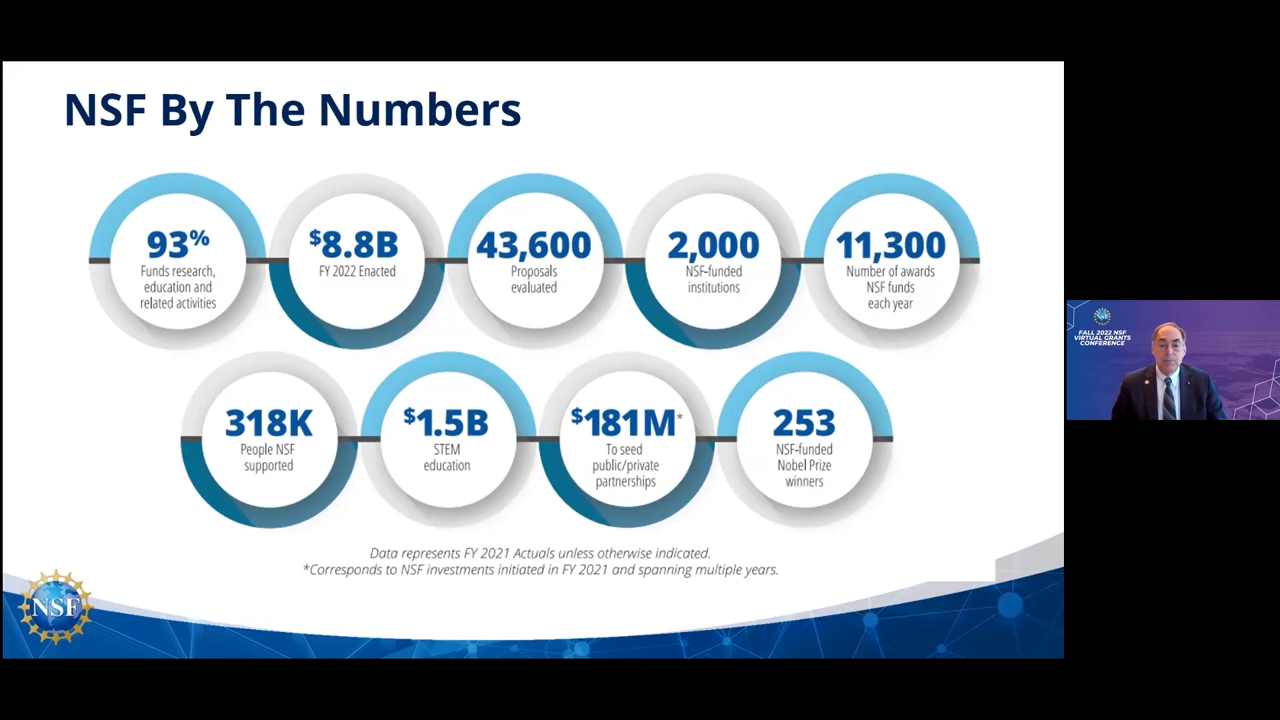 NSF By The Numbers
93%
Funds research,
education and
related activities
$8.8B
FY 2022 Enacted
43,600
Proposals
evaluated
2,000
NSF-funded
institutions
11,300
Number of awards
NSF funds
each year
318K
People NSF
supported
$1.5B
STEM
education
$181M*
To seed
public/private
partnerships
253
NSF-funded
Nobel Prize
winners
Data represents FY 2021 Actuals unless otherwise indicated.
*Corresponds to NSF investments initiated in FY 2021 and spanning multiple years.
NSF
NSF
FALL 2022 NSF
VIRTUAL GRANTS
CONFERENCE